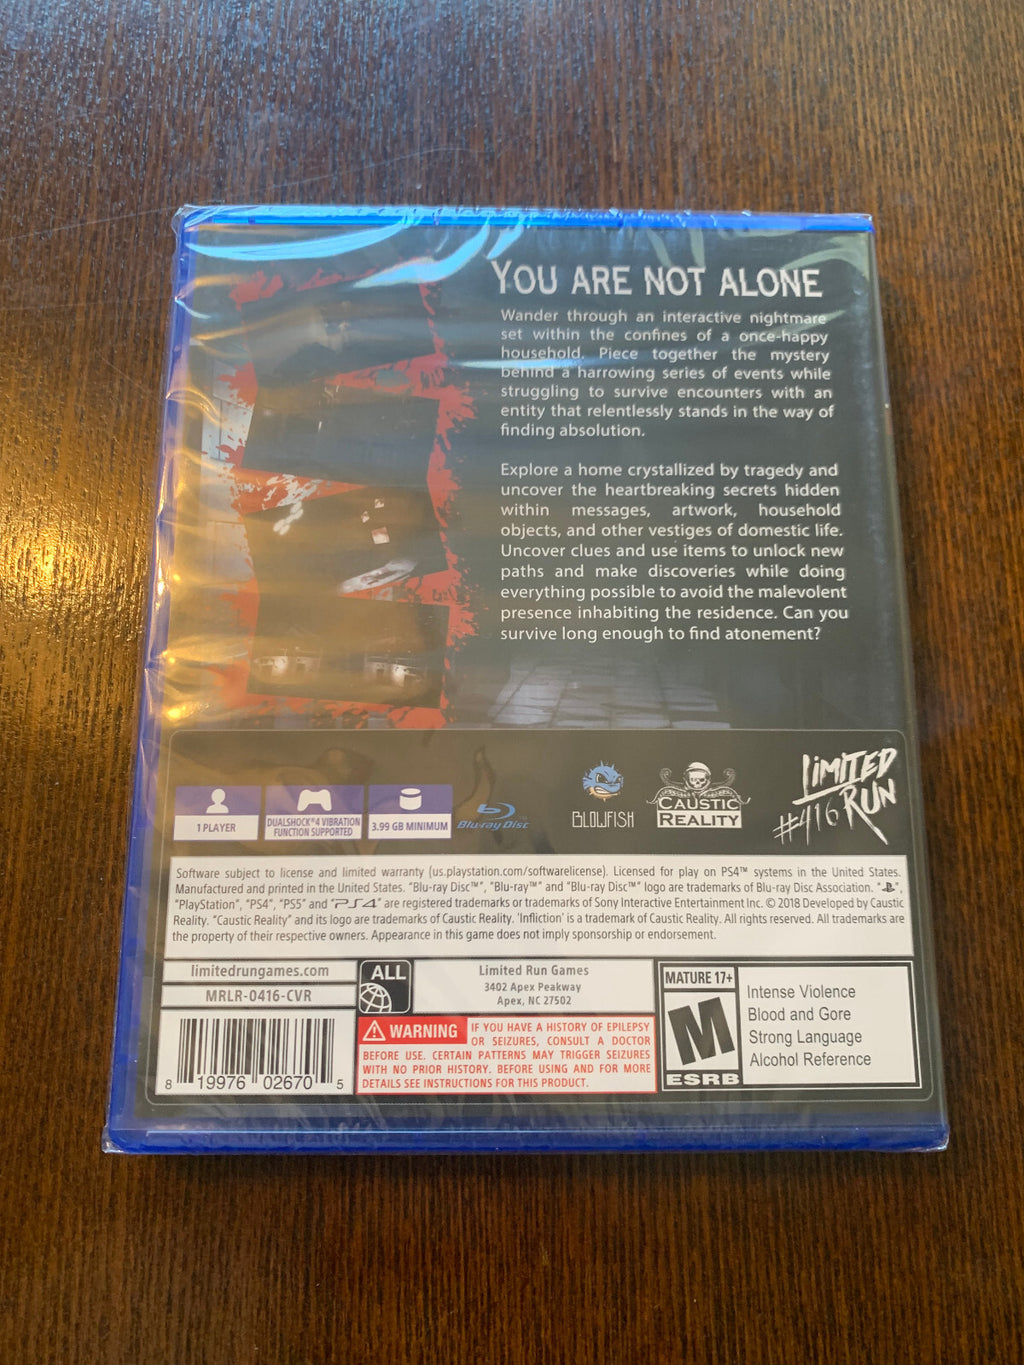 YOU ARE NOT ALONE
Wander through an interactive nightmare
set within the confines of a once-happy
household. Piece together the mystery
behind a harrowing series of events while
struggling to survive encounters with an
entity that relentlessly stands in the way of
finding absolution.
Explore a home crystallized by tragedy and
uncover the heartbreaking secrets hidden
within messages, artwork, household
objects, and other vestiges of domestic life.
Uncover clues and use items to unlock new
paths and make discoveries while doing
everything possible to avoid the malevolent
presence inhabiting the residence. Can you
survive long enough to find atonement?
1 PLAYER
DUALSHOCK®4 VIBRATION
FUNCTION SUPPORTED
3.99 GB MINIMUM
Blu-ray Disc
BLOWFISH
CAUSTIC
REALITY
LIMITED
RUN
#416
Software subject to license and limited warranty (us.playstation.com/softwarelicense). Licensed for play on PS4™ systems in the United States.
Manufactured and printed in the United States. "Blu-ray Disc™", "Blu-ray™" and "Blu-ray Disc™" logo are trademarks of Blu-ray Disc Association. "PS",
"PlayStation", "PS4", "PS5" and "PS4" are registered trademarks or trademarks of Sony Interactive Entertainment Inc. © 2018 Developed by Caustic
Reality. "Caustic Reality" and its logo are trademarks of Caustic Reality. 'Infliction' is a trademark of Caustic Reality. All rights reserved. All trademarks are
the property of their respective owners. Appearance in this game does not imply sponsorship or endorsement.
limitedrungames.com
MRLR-0416-CVR
8 19976 02670 5
ALL
Limited Run Games
3402 Apex Peakway
Apex, NC 27502
WARNING IF YOU HAVE A HISTORY OF EPILEPSY
OR SEIZURES, CONSULT A DOCTOR
BEFORE USE. CERTAIN PATTERNS MAY TRIGGER SEIZURES
WITH NO PRIOR HISTORY. BEFORE USING AND FOR MORE
DETAILS SEE INSTRUCTIONS FOR THIS PRODUCT.
MATURE 17+
M
ESRB
Intense Violence
Blood and Gore
Strong Language
Alcohol Reference